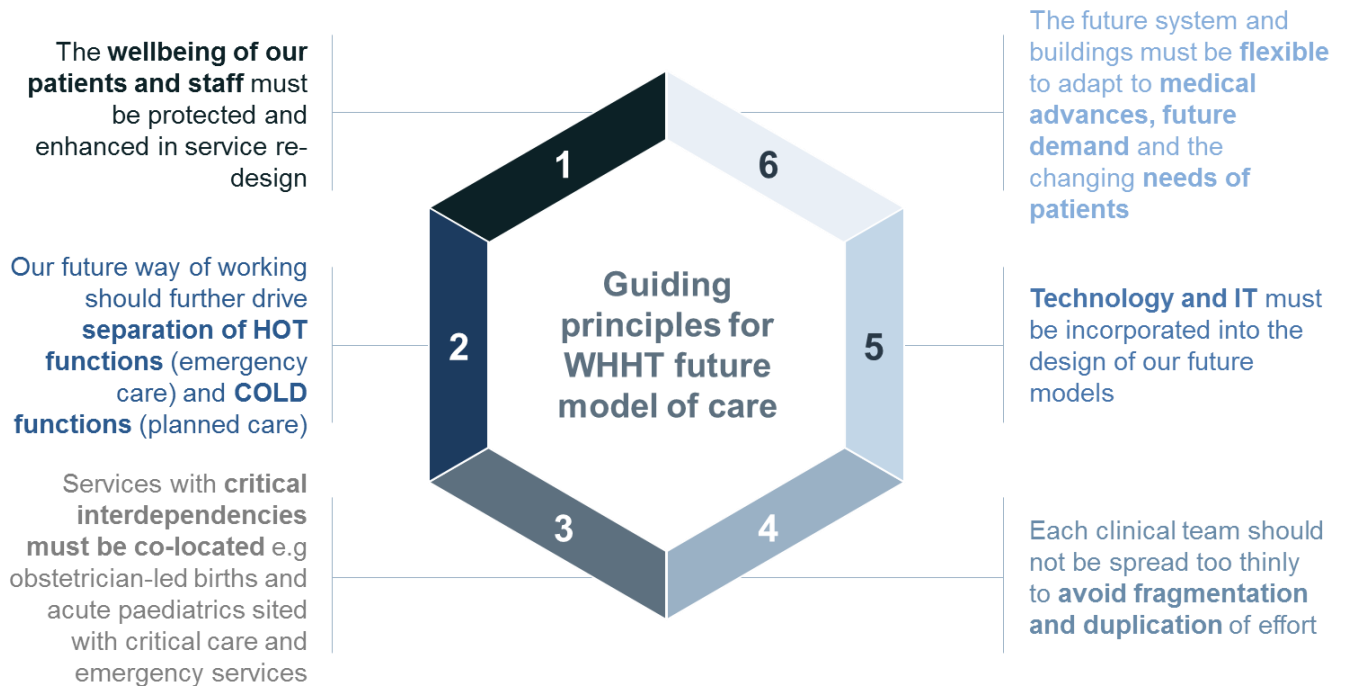 The wellbeing of our
patients and staff must
be protected and
enhanced in service re-
design
1
Our future way of working
should further drive
separation of HOT
functions (emergency
care) and COLD
functions (planned care)
2
Services with critical
interdependencies
must be co-located e.g
obstetrician-led births and
acute paediatrics sited
with critical care and
emergency services
3
Guiding
principles for
WHHT future
model of care
The future system and
buildings must be flexible
to adapt to medical
advances, future
demand and the
changing needs of
patients
6
Technology and IT must
be incorporated into the
design of our future
models
5
Each clinical team should
not be spread too thinly
to avoid fragmentation
and duplication of effort
4